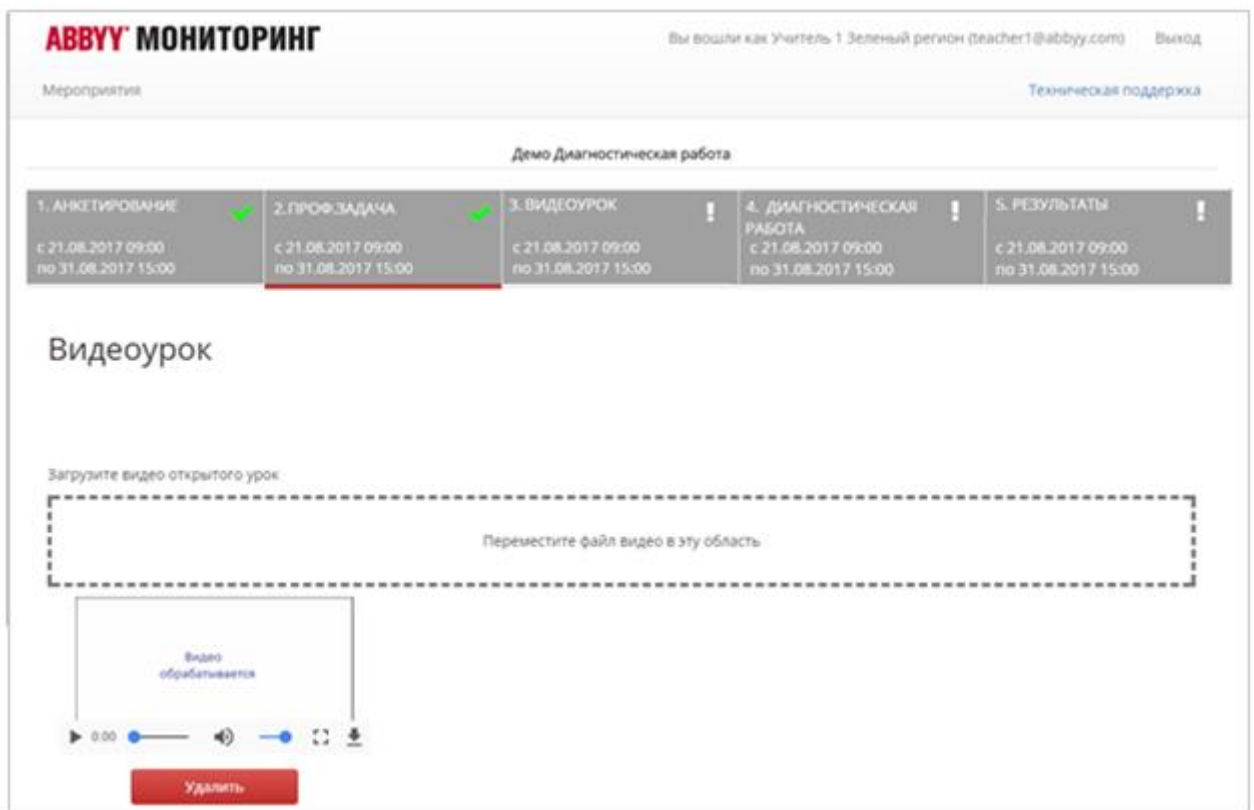 ABBYY® МОНИТОРИНГ
Вы вошли как Учитель 1 Зеленый регион (teacher1@abbyy.com) Выход
Мероприятия Техническая поддержка
Демо Диагностическая работа
1. АНКЕТИРОВАНИЕ
с 21.08.2017 09:00
по 31.08.2017 15:00
2.ПРОФ.ЗАДАЧА
с 21.08.2017 09:00
по 31.08.2017 15:00
3. ВИДЕОУРОК
с 21.08.2017 09:00
по 31.08.2017 15:00
4. ДИАГНОСТИЧЕСКАЯ
РАБОТА
с 21.08.2017 09:00
по 31.08.2017 15:00
5. РЕЗУЛЬТАТЫ
с 21.08.2017 09:00
по 31.08.2017 15:00
Видеоурок
Загрузите видео открытого урок
Переместите файл видео в эту область
Видео
обрабатывается
0:00
Удалить